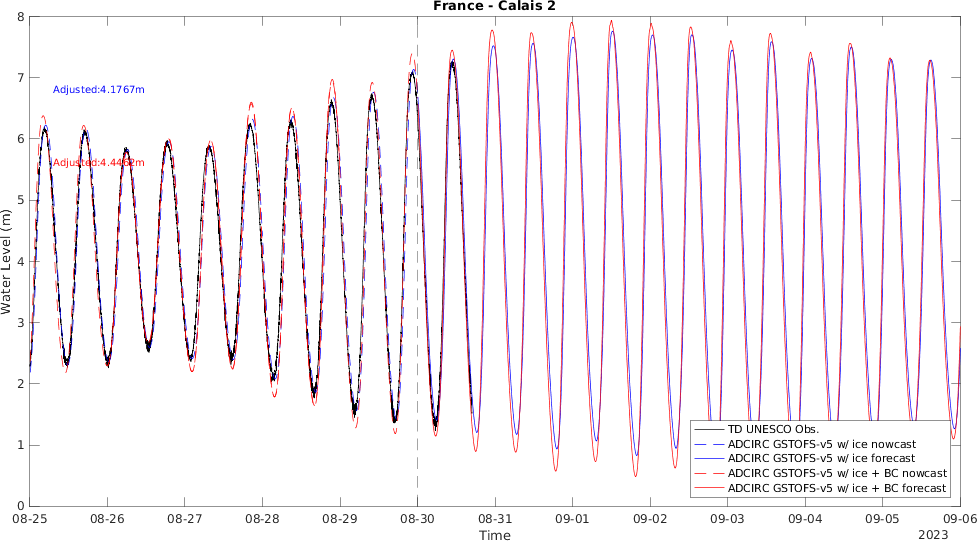 France - Calais 2
8
7
6
5
4
3
2
1
0
Water Level (m)
Adjusted:4.1767m
Adjusted:4.4462m
TD UNESCO Obs.
ADCIRC GSTOFS-v5 w/ ice nowcast
ADCIRC GSTOFS-v5 w/ ice forecast
ADCIRC GSTOFS-v5 w/ ice + BC nowcast
ADCIRC GSTOFS-v5 w/ ice + BC forecast
08-25 08-26 08-27 08-28 08-29 08-30 08-31 09-01 09-02 09-03 09-04 09-05 09-06
Time
2023